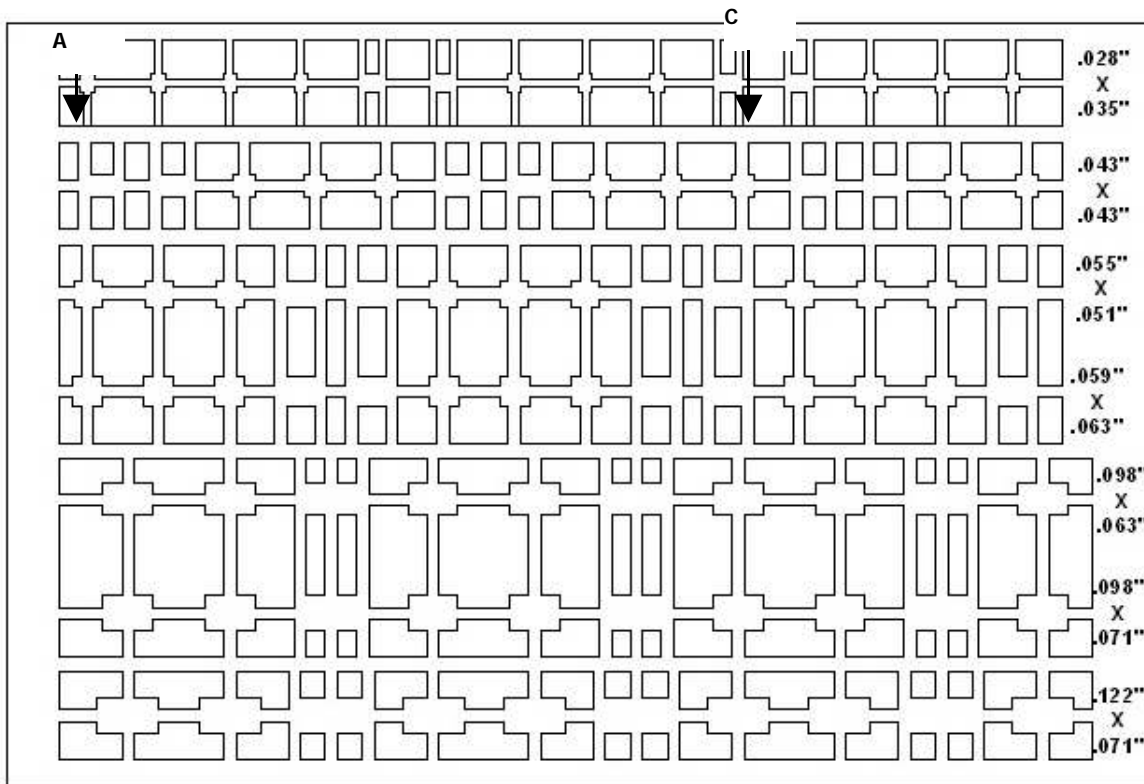 C
A
.028"
X
.035"
.043"
X
.043"
.055"
X
.051"
.059"
X
.063"
.098"
X
.063"
.098"
X
.071"
.122"
X
.071"